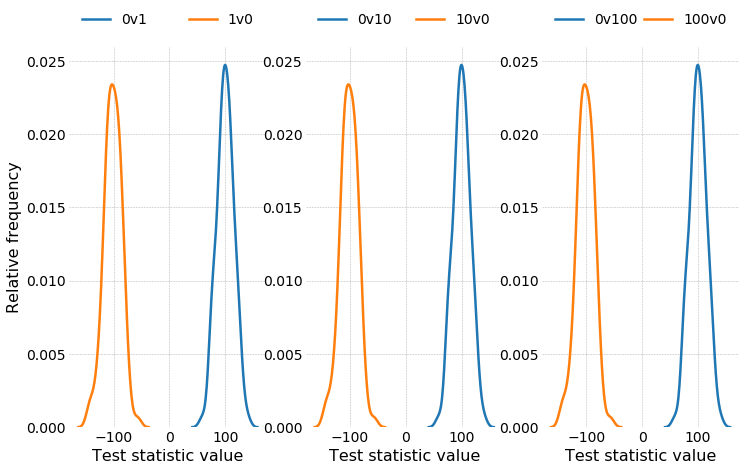 0v1 1v0 0v10 10v0 0v100 100v0
0.025 0.025 0.025
0.020 0.020 0.020
0.015 0.015 0.015
0.010 0.010 0.010
0.005 0.005 0.005
0.000 0.000 0.000
Relative frequency
−100 0 100 −100 0 100 −100 0 100
Test statistic value Test statistic value Test statistic value